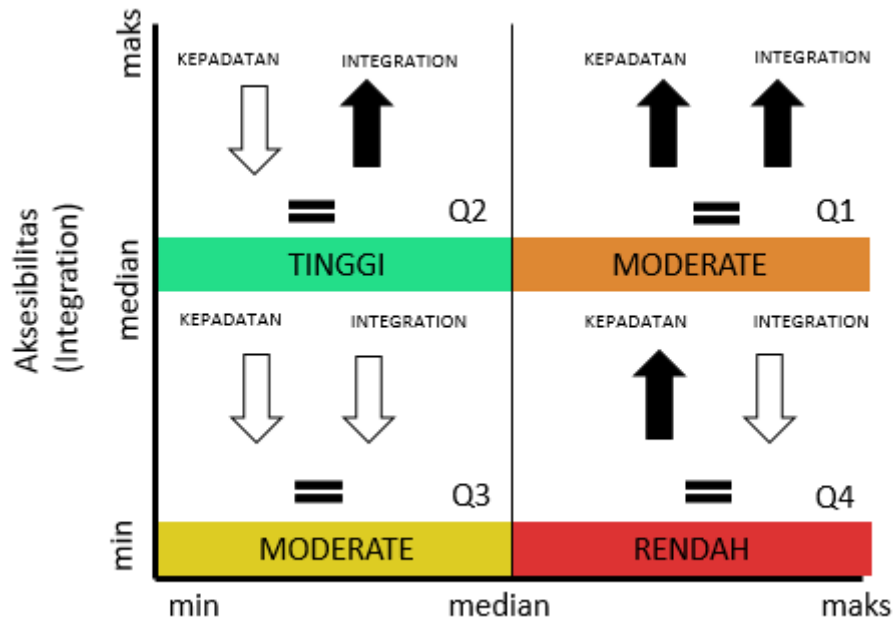 maks
KEPADATAN INTEGRATION
KEPADATAN INTEGRATION
= Q2
= Q1
TINGGI
MODERATE
Aksesibilitas
(Integration)
median
KEPADATAN INTEGRATION
KEPADATAN INTEGRATION
= Q3
= Q4
MODERATE
RENDAH
min
min median maks